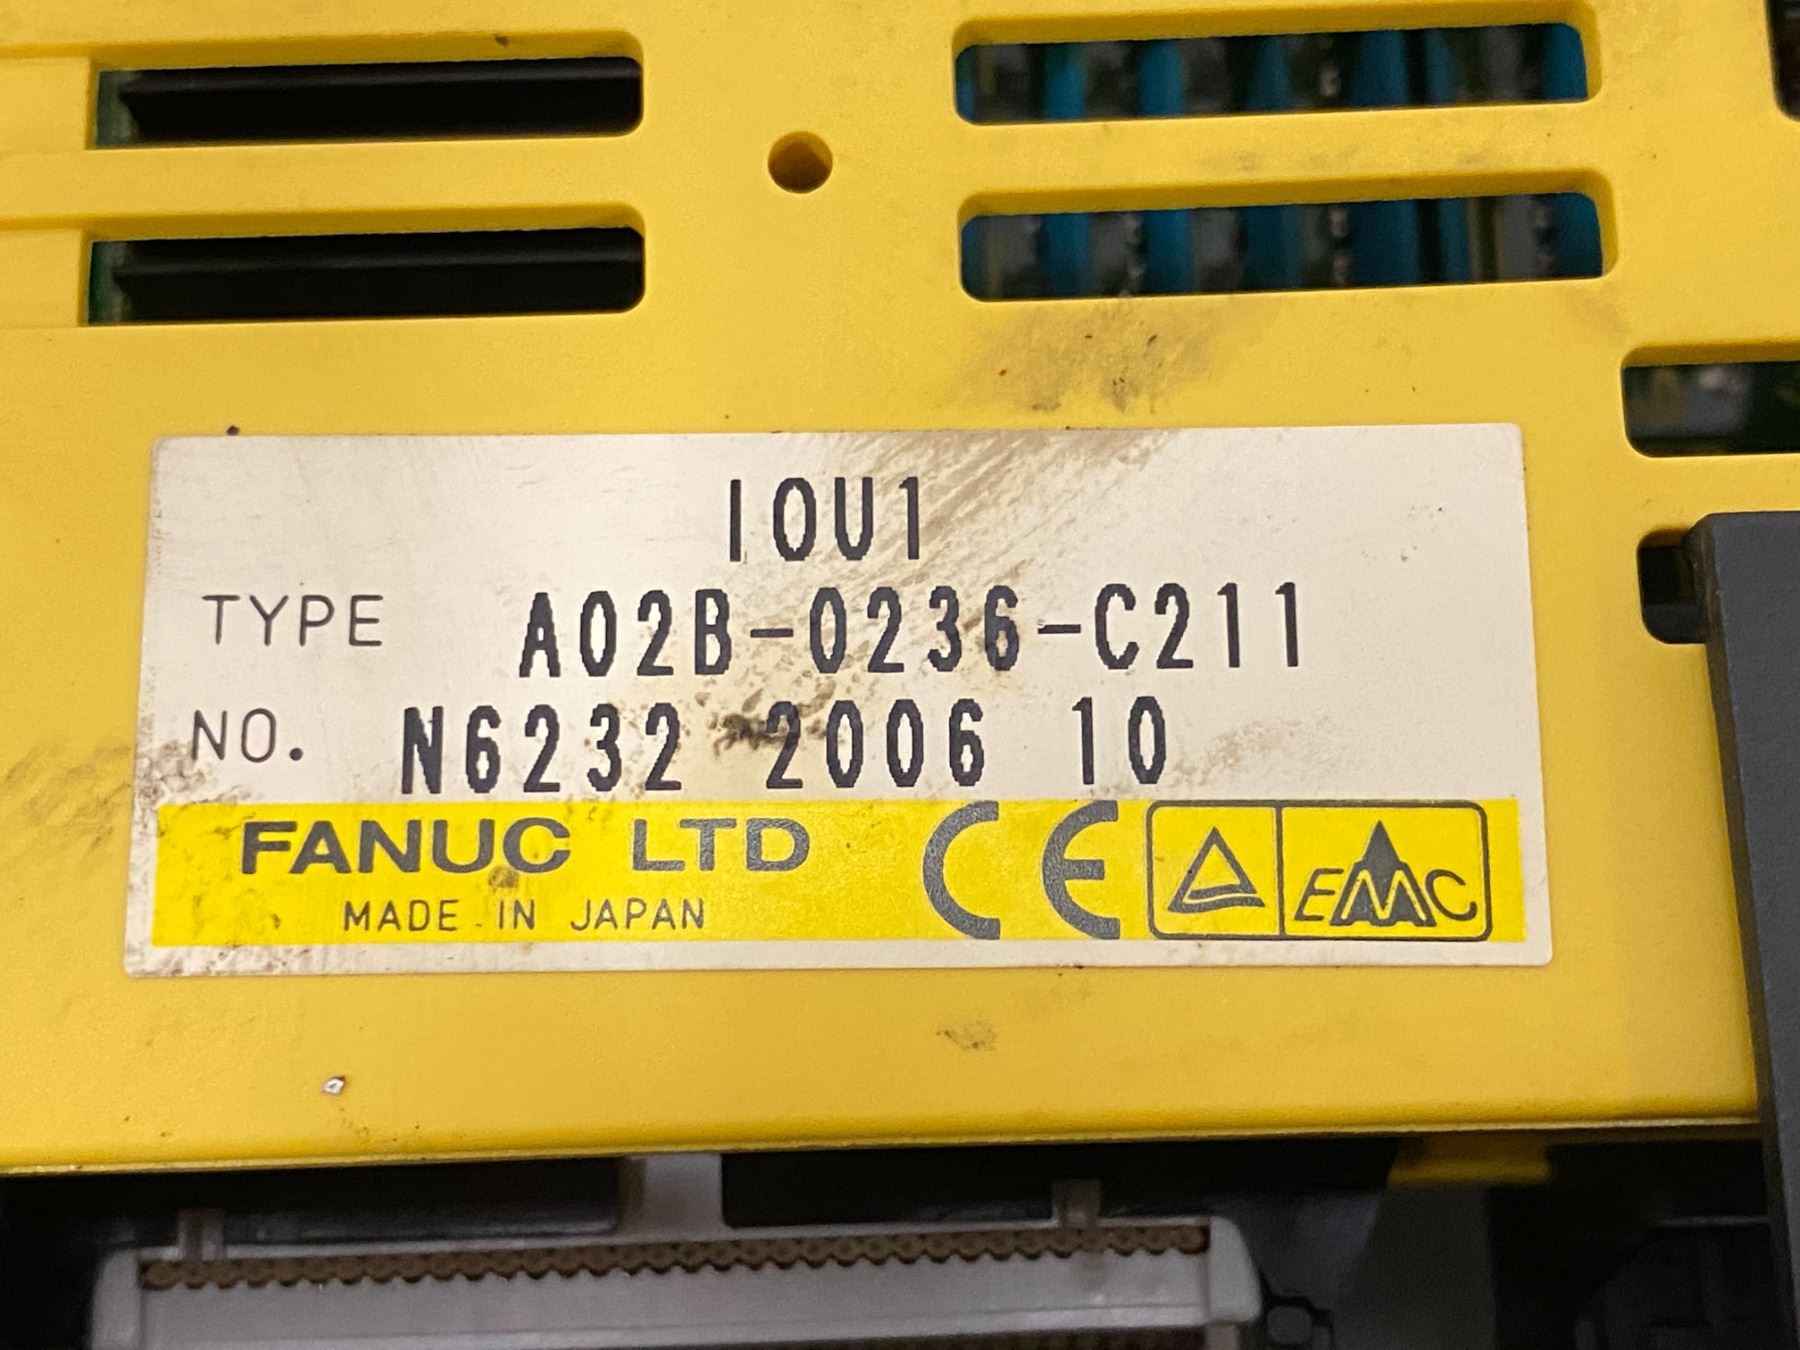 IOU1
TYPE A02B-0236-C211
NO. N6232 2006 10
FANUC LTD CE EMC
MADE IN JAPAN